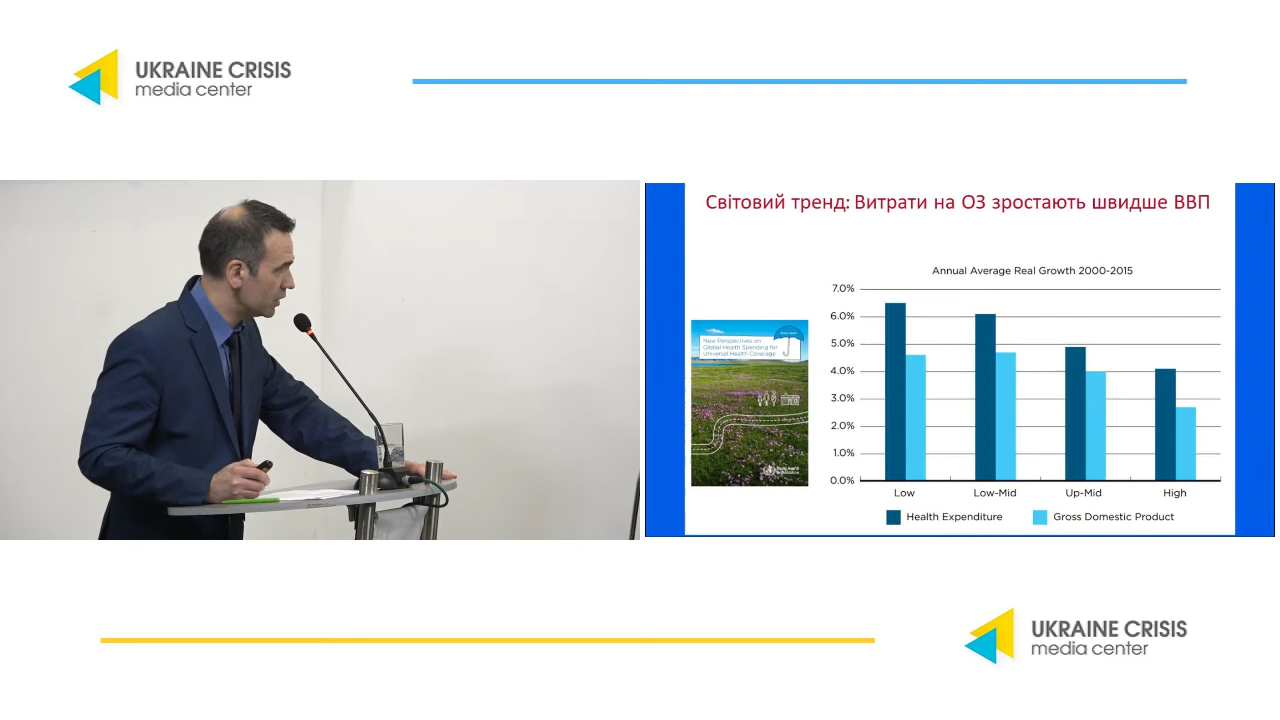 UKRAINE CRISIS
media center
Світовий тренд: Витрати на ОЗ зростають швидше ВВП
Annual Average Real Growth 2000-2015
7.0%
6.0%
5.0%
4.0%
3.0%
2.0%
1.0%
0.0%
Low Low-Mid Up-Mid High
Health Expenditure Gross Domestic Product
New Perspectives on
Global Health Spending for
Universal Health Coverage
UKRAINE CRISIS
media center